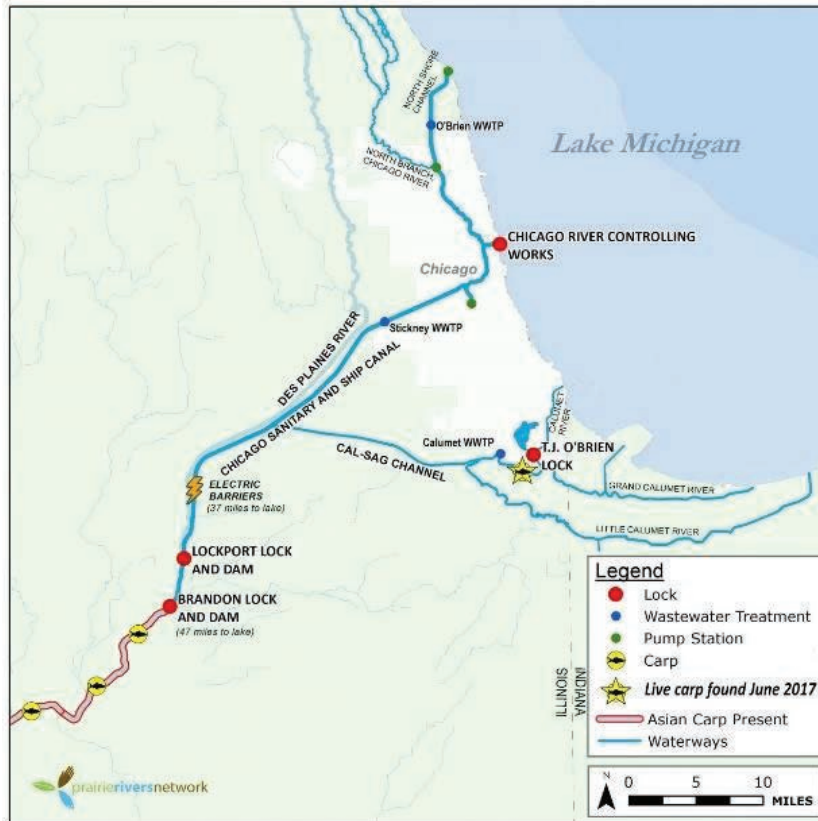 NORTH SHORE
CHANNEL
O'Brien WWTP
Lake Michigan
NORTH BRANCH,
CHICAGO RIVER
CHICAGO RIVER CONTROLLING
WORKS
Chicago
Stickney WWTP
DES PLAINES RIVER
CHICAGO SANITARY AND SHIP CANAL
CALUMET
RIVER
Calumet WWTP
T.J. O'BRIEN
LOCK
CAL-SAG CHANNEL
ELECTRIC
BARRIERS
(37 miles to lake)
GRAND CALUMET RIVER
LITTLE CALUMET RIVER
LOCKPORT LOCK
AND DAM
BRANDON LOCK
AND DAM
(47 miles to lake)
ILLINOIS
INDIANA
Legend
Lock
Wastewater Treatment
Pump Station
Carp
Live carp found June 2017
Asian Carp Present
Waterways
N
0 5 10
MILES
prairieriversnetwork